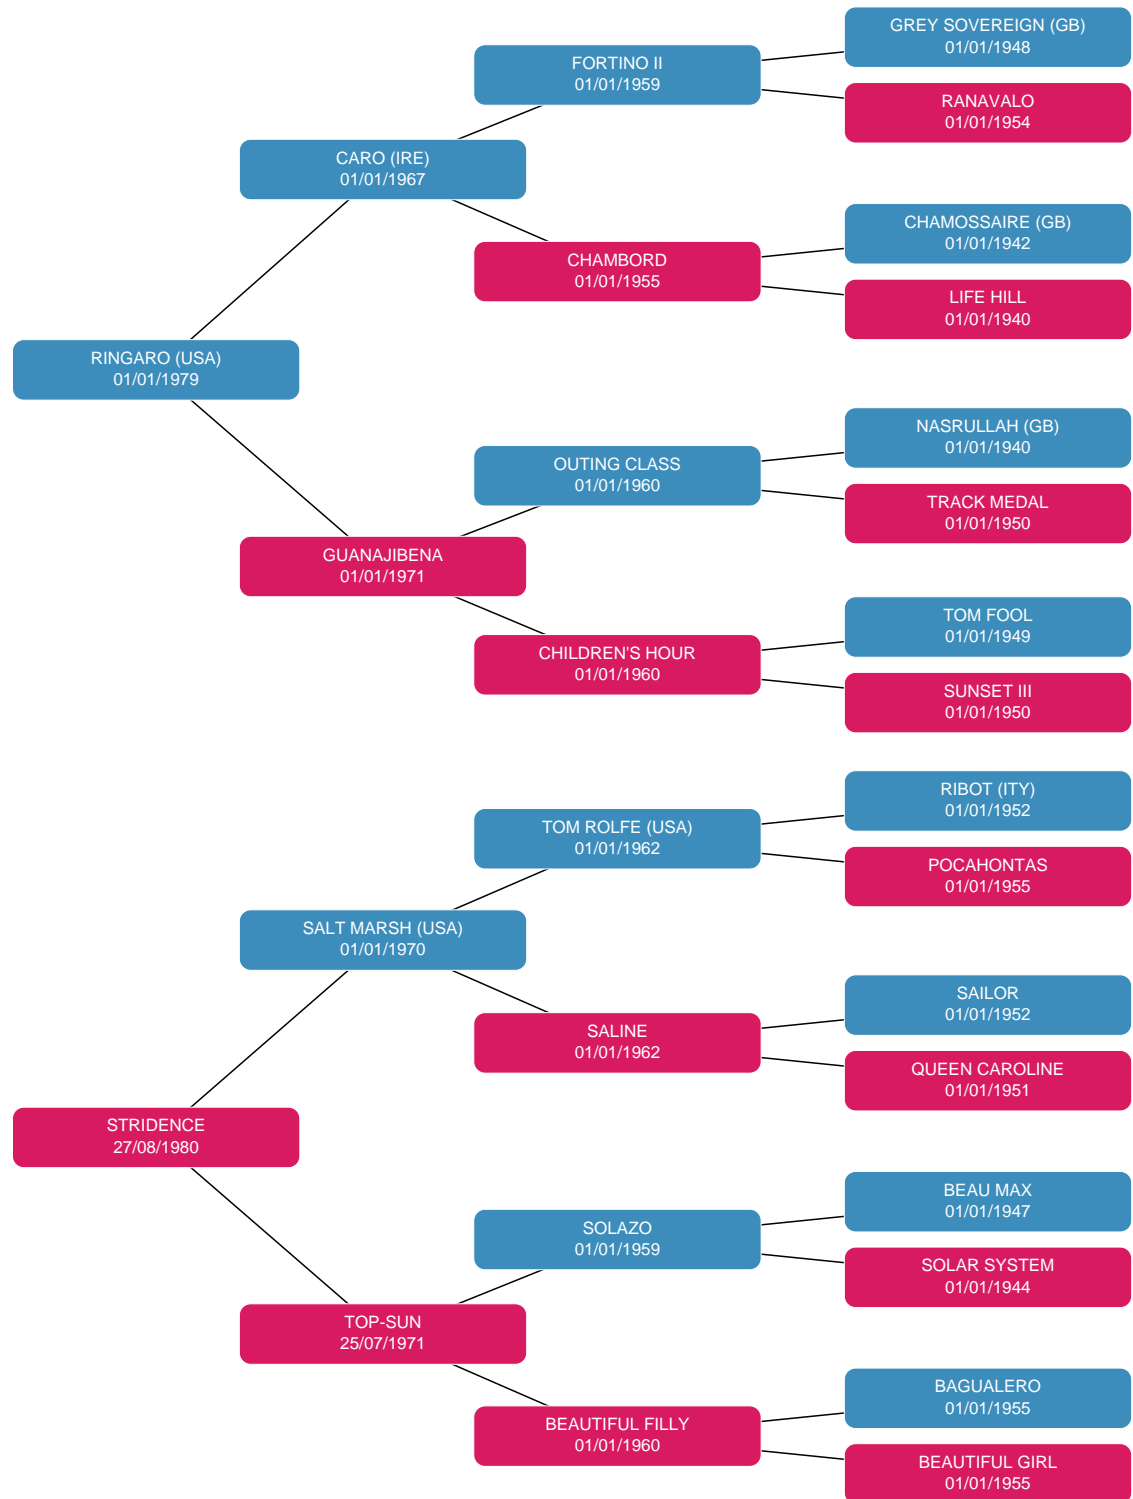 GREY SOVEREIGN (GB)
01/01/1948
FORTINO II
01/01/1959
RANAVALO
01/01/1954
CARO (IRE)
01/01/1967
CHAMOSSAIRE (GB)
01/01/1942
CHAMBORD
01/01/1955
LIFE HILL
01/01/1940
RINGARO (USA)
01/01/1979
NASRULLAH (GB)
01/01/1940
OUTING CLASS
01/01/1960
TRACK MEDAL
01/01/1950
GUANAJIBENA
01/01/1971
TOM FOOL
01/01/1949
CHILDREN'S HOUR
01/01/1960
SUNSET III
01/01/1950
RIBOT (ITY)
01/01/1952
TOM ROLFE (USA)
01/01/1962
POCAHONTAS
01/01/1955
SALT MARSH (USA)
01/01/1970
SAILOR
01/01/1952
SALINE
01/01/1962
QUEEN CAROLINE
01/01/1951
STRIDENCE
27/08/1980
BEAU MAX
01/01/1947
SOLAZO
01/01/1959
SOLAR SYSTEM
01/01/1944
TOP-SUN
25/07/1971
BAGUALERO
01/01/1955
BEAUTIFUL FILLY
01/01/1960
BEAUTIFUL GIRL
01/01/1955